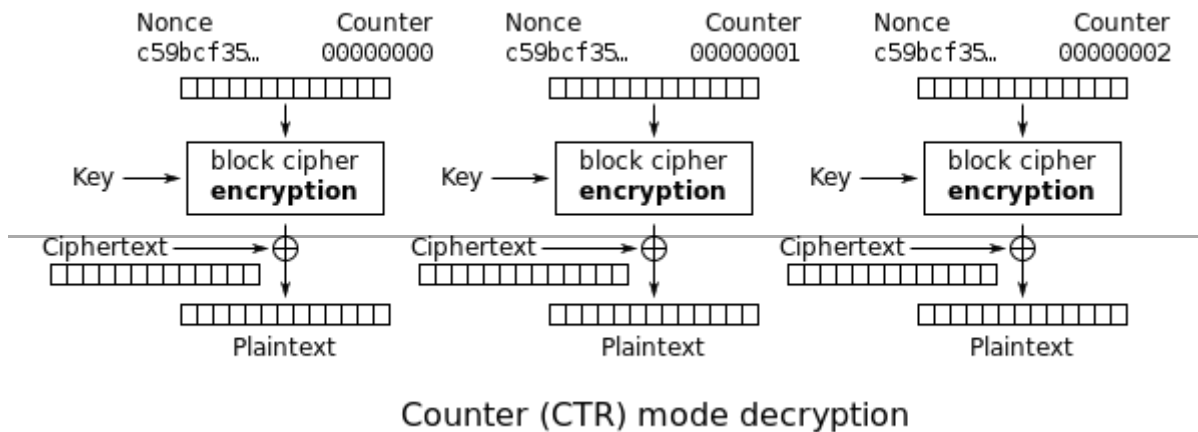 Nonce Counter Nonce Counter Nonce Counter
c59bcf35… 00000000 c59bcf35… 00000001 c59bcf35… 00000002
Key block cipher Key block cipher Key block cipher
encryption encryption encryption
Ciphertext Ciphertext Ciphertext
Plaintext Plaintext Plaintext
Counter (CTR) mode decryption